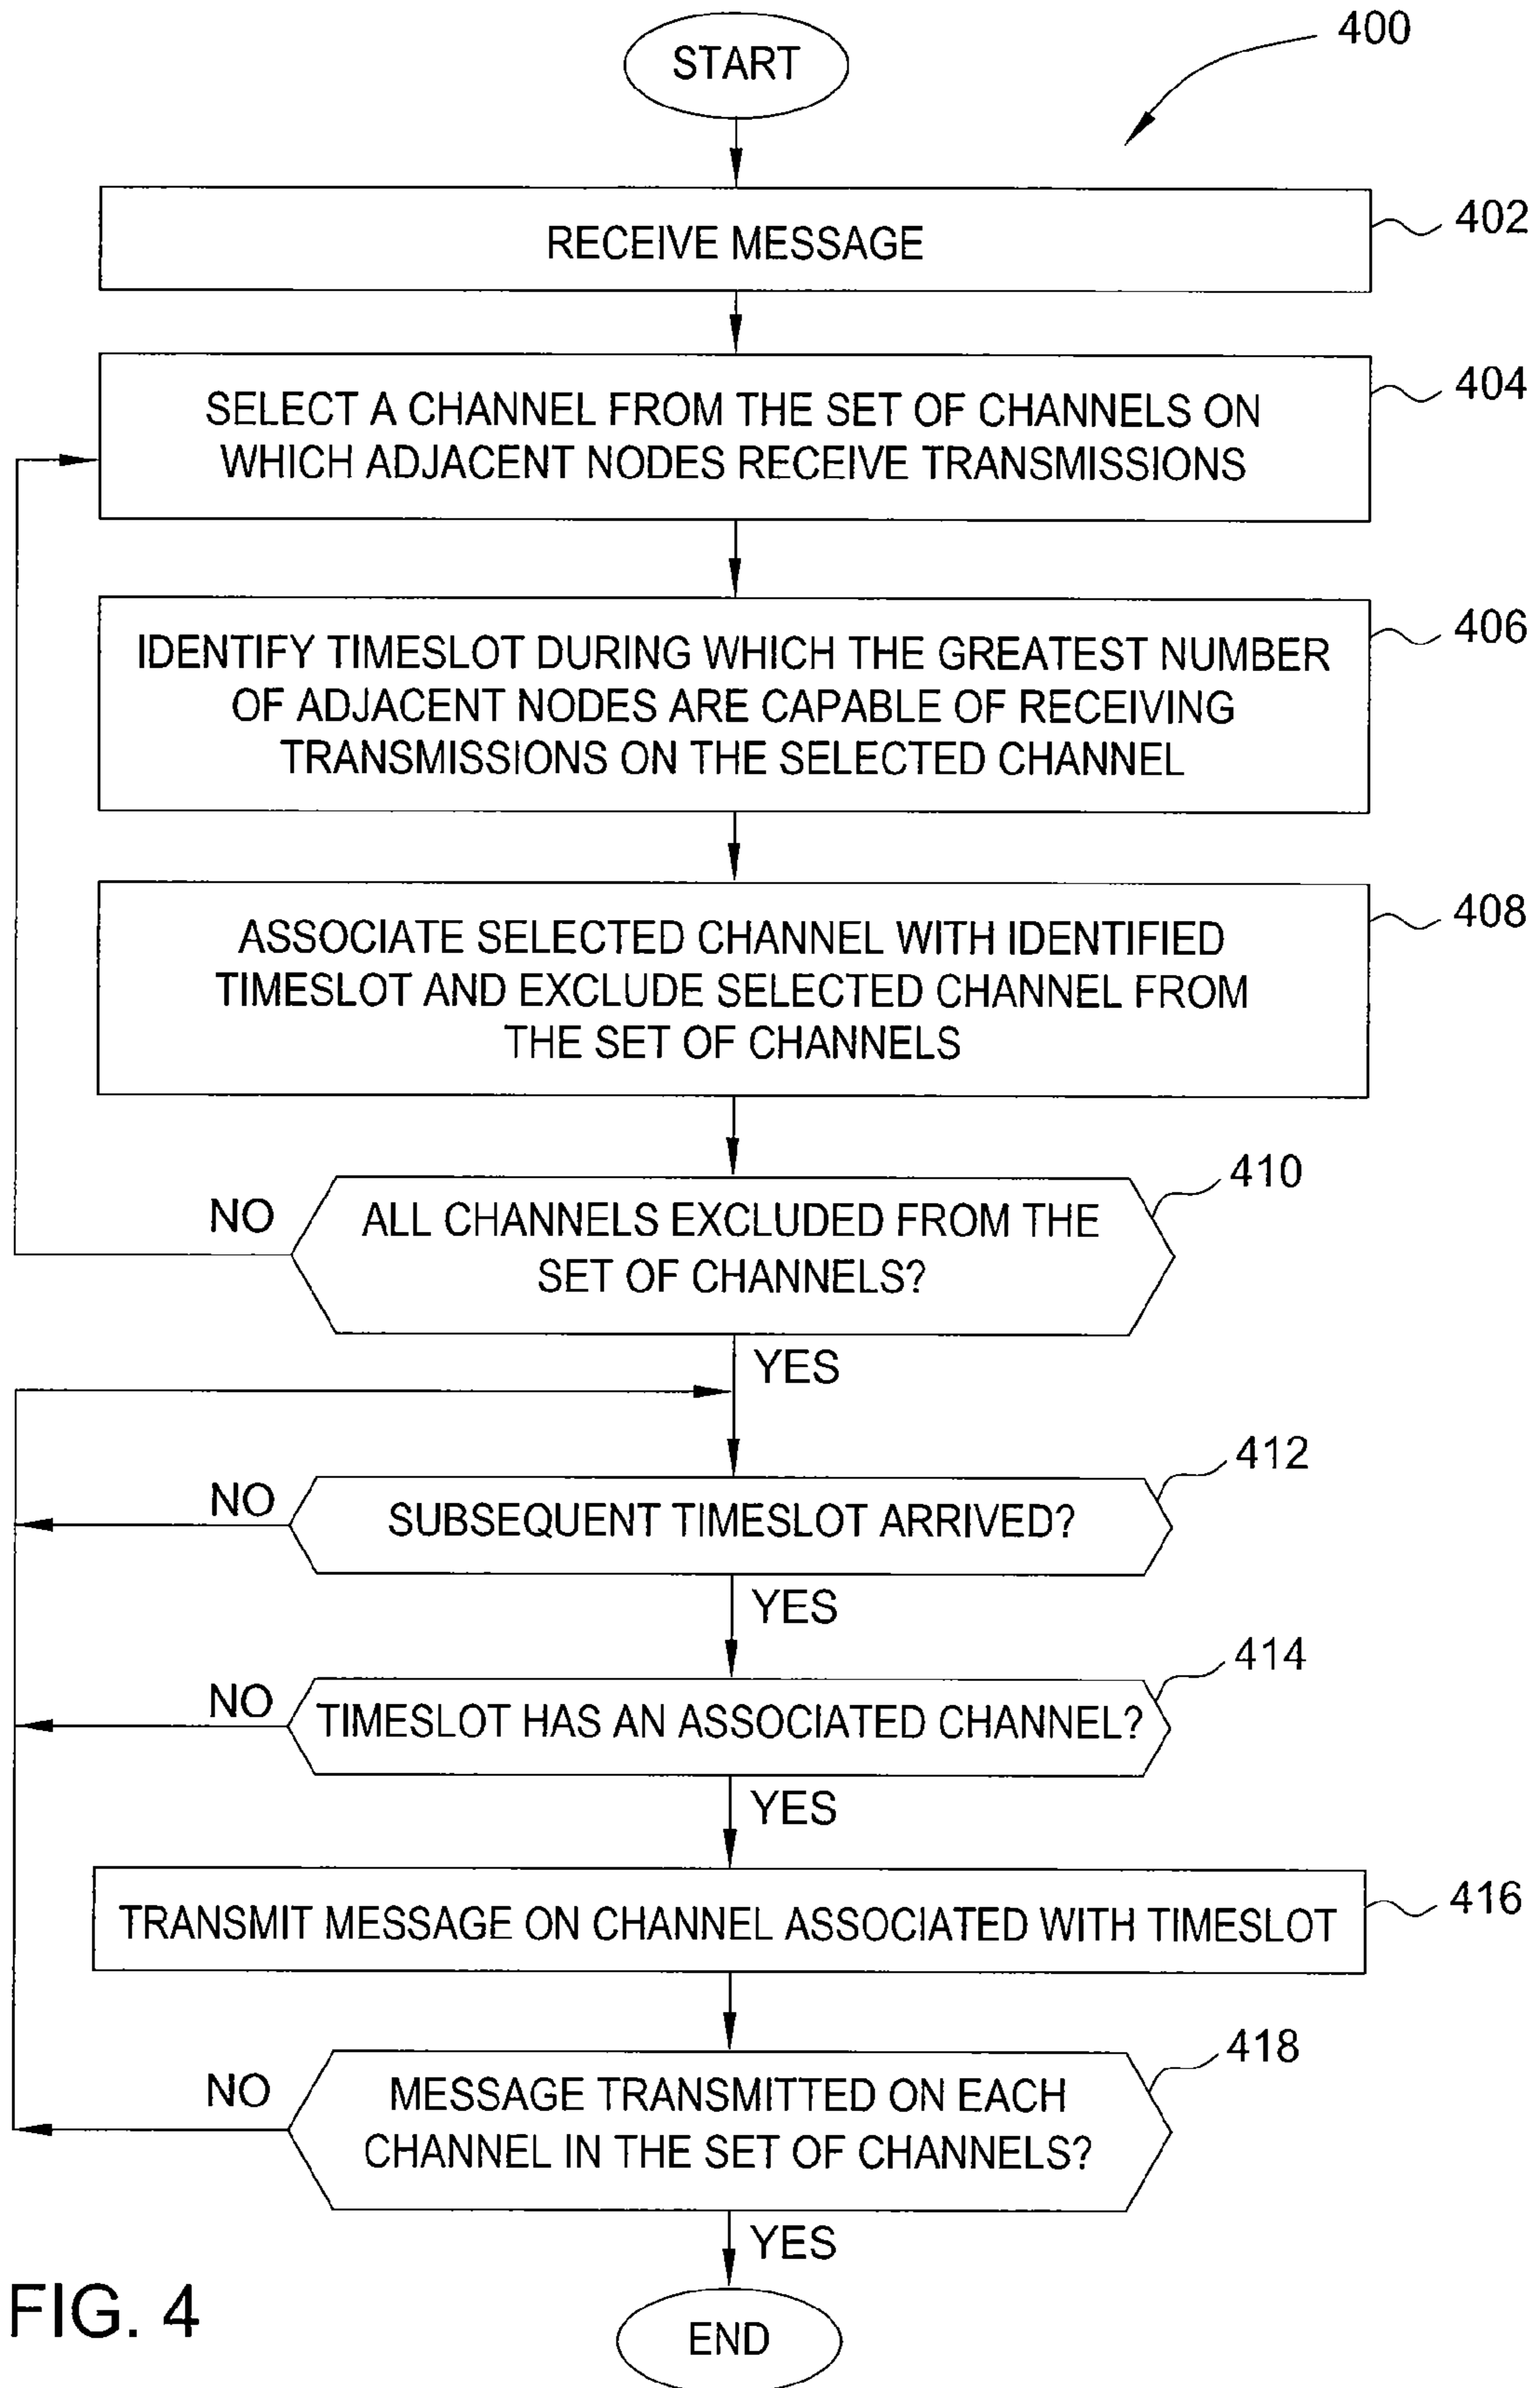 START
400
RECEIVE MESSAGE
402
SELECT A CHANNEL FROM THE SET OF CHANNELS ON
WHICH ADJACENT NODES RECEIVE TRANSMISSIONS
404
IDENTIFY TIMESLOT DURING WHICH THE GREATEST NUMBER
OF ADJACENT NODES ARE CAPABLE OF RECEIVING
TRANSMISSIONS ON THE SELECTED CHANNEL
406
ASSOCIATE SELECTED CHANNEL WITH IDENTIFIED
TIMESLOT AND EXCLUDE SELECTED CHANNEL FROM
THE SET OF CHANNELS
408
ALL CHANNELS EXCLUDED FROM THE
SET OF CHANNELS?
410
NO
YES
SUBSEQUENT TIMESLOT ARRIVED?
412
NO
YES
TIMESLOT HAS AN ASSOCIATED CHANNEL?
414
NO
YES
TRANSMIT MESSAGE ON CHANNEL ASSOCIATED WITH TIMESLOT
416
MESSAGE TRANSMITTED ON EACH
CHANNEL IN THE SET OF CHANNELS?
418
NO
YES
END
FIG. 4